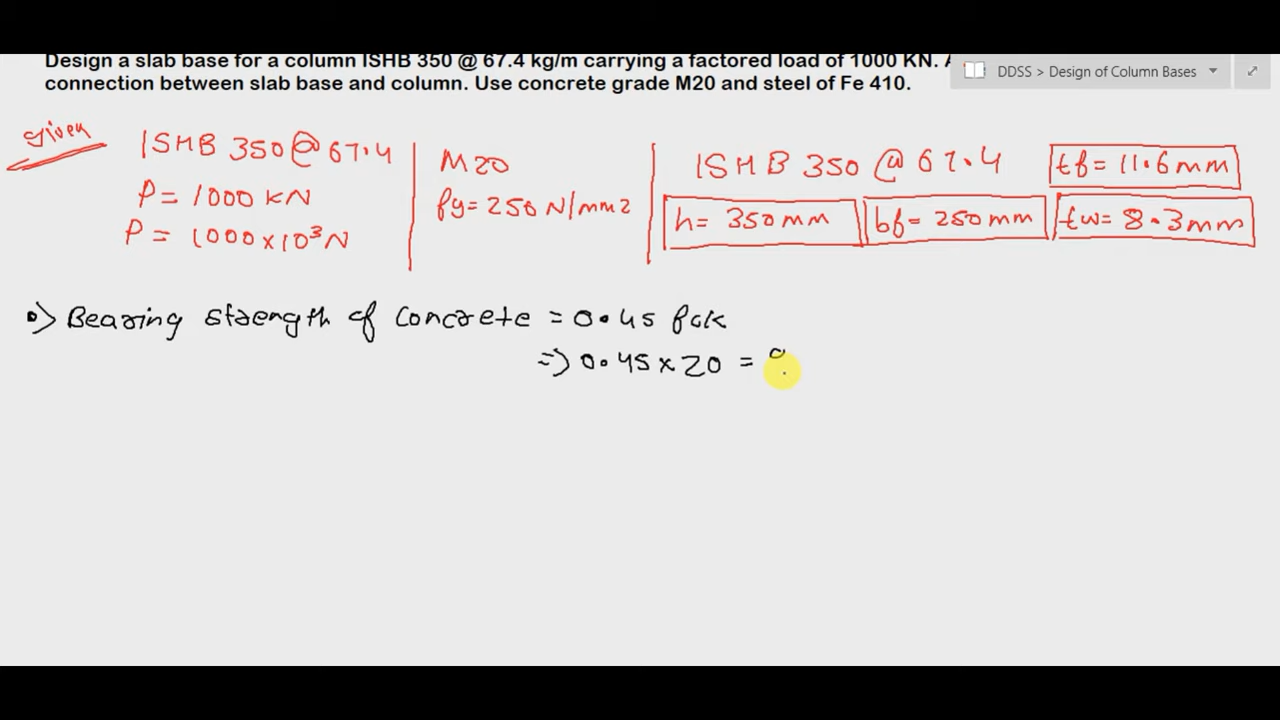 Design a slab base for a column ISHB 350 @ 67.4 kg/m carrying a factored load of 1000 KN.
connection between slab base and column. Use concrete grade M20 and steel of Fe 410.
DDSS > Design of Column Bases
given
ISHB 350 @ 67.4
P = 1000 KN
P = 1000 x 10³ N
M20
fy = 250 N/mm2
ISHB 350 @ 67.4
tf = 11.6 mm
h = 350 mm
bf = 250 mm
tw = 8.3 mm
Bearing strength of concrete = 0.45 fck
=> 0.45 x 20 =